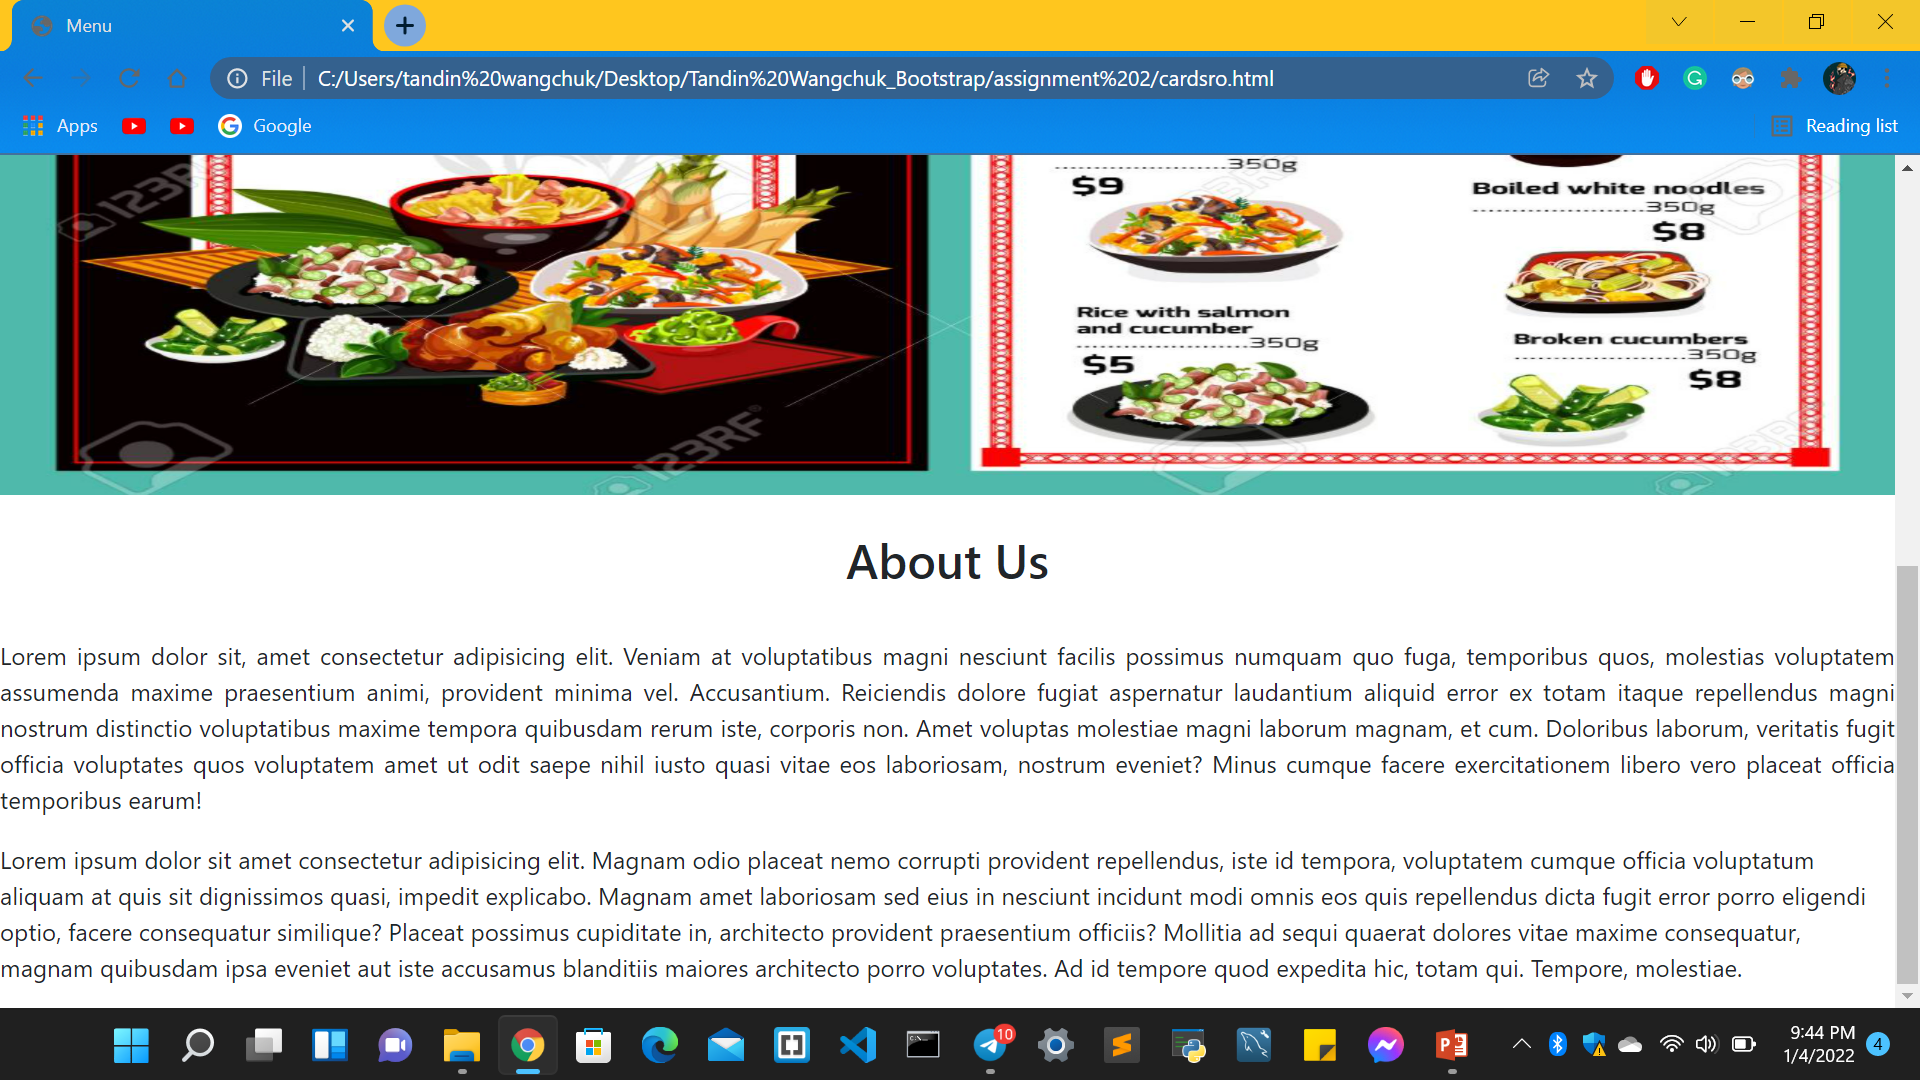 Menu
File
C:/Users/tandin%20wangchuk/Desktop/Tandin%20Wangchuk_Bootstrap/assignment%202/cardsro.html
Apps
Google
Reading list
350g
$9
Boiled white noodles
350g
$8
Rice with salmon
and cucumber
350g
$5
Broken cucumbers
350g
$8
123RF
123RF®
About Us
Lorem ipsum dolor sit, amet consectetur adipisicing elit. Veniam at voluptatibus magni nesciunt facilis possimus numquam quo fuga, temporibus quos, molestias voluptatem
assumenda maxime praesentium animi, provident minima vel. Accusantium. Reiciendis dolore fugiat aspernatur laudantium aliquid error ex totam itaque repellendus magni
nostrum distinctio voluptatibus maxime tempora quibusdam rerum iste, corporis non. Amet voluptas molestiae magni laborum magnam, et cum. Doloribus laborum, veritatis fugit
officia voluptates quos voluptatem amet ut odit saepe nihil iusto quasi vitae eos laboriosam, nostrum eveniet? Minus cumque facere exercitationem libero vero placeat officia
temporibus earum!
Lorem ipsum dolor sit amet consectetur adipisicing elit. Magnam odio placeat nemo corrupti provident repellendus, iste id tempora, voluptatem cumque officia voluptatum
aliquam at quis sit dignissimos quasi, impedit explicabo. Magnam amet laboriosam sed eius in nesciunt incidunt modi omnis eos quis repellendus dicta fugit error porro eligendi
optio, facere consequatur similique? Placeat possimus cupiditate in, architecto provident praesentium officiis? Mollitia ad sequi quaerat dolores vitae maxime consequatur,
magnam quibusdam ipsa eveniet aut iste accusamus blanditiis maiores architecto porro voluptates. Ad id tempore quod expedita hic, totam qui. Tempore, molestiae.
10
9:44 PM
1/4/2022
4